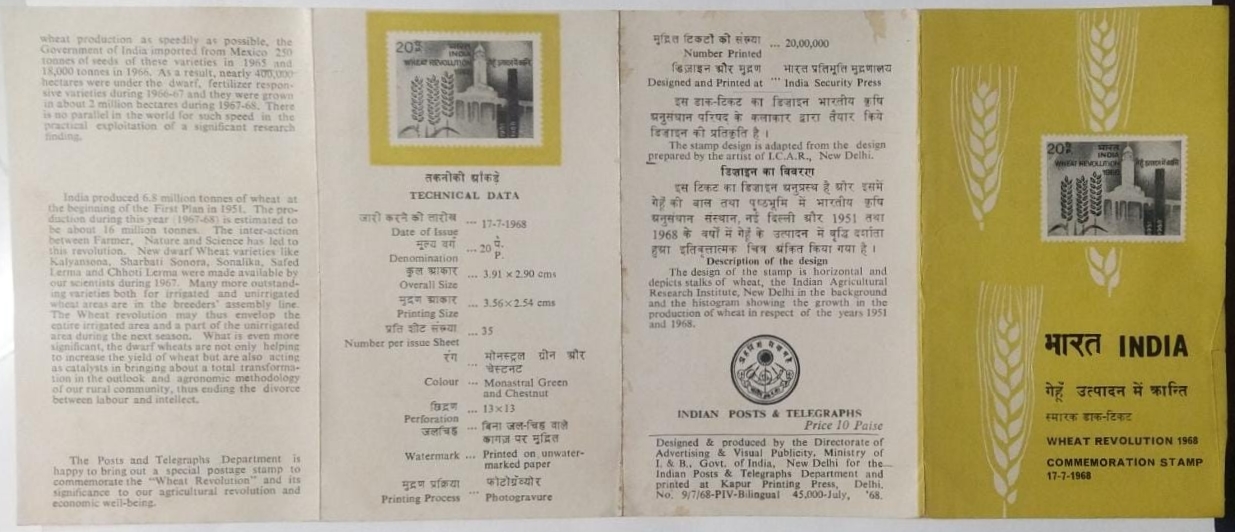 wheat production as speedily as possible, the
Government of India imported from Mexico 250
tonnes of seeds of these varieties in 1965 and
18,000 tonnes in 1966. As a result, nearly 400,000
hectares were under the dwarf, fertilizer respon-
sive varieties during 1966-67 and they were grown
in about 2 million hectares during 1967-68. There
is no parallel in the world for such speed in the
practical exploitation of a significant research
finding.
India produced 6.8 million tonnes of wheat at
the beginning of the First Plan in 1951. The pro-
duction during this year (1967-68) is estimated to
be about 16 million tonnes. The inter-action
between Farmer, Nature and Science has led to
this revolution. New dwarf Wheat varieties like
Kalyansona, Sharbati Sonora, Sonalika, Safed
Lerma and Chhoti Lerma were made available by
our scientists during 1967. Many more outstand-
ing varieties both for irrigated and unirrigated
wheat areas are in the breeders' assembly line.
The Wheat revolution may thus envelop the
entire irrigated area and a part of the unirrigated
area during the next season. What is even more
significant, the dwarf wheats are not only helping
to increase the yield of wheat but are also acting
as catalysts in bringing about a total transforma-
tion in the outlook and agronomic methodology
of our rural community, thus ending the divorce
between labour and intellect.
The Posts and Telegraphs Department is
happy to bring out a special postage stamp to
commemorate the "Wheat Revolution" and its
significance to our agricultural revolution and
economic well-being.
20 P.
भारत
INDIA
WHEAT REVOLUTION
तकनीकी आंकड़े
TECHNICAL DATA
जारी करने की तारीख
Date of Issue ... 17-7-1968
मूल्य वर्ग
Denomination ... 20 पै. P.
कुल आकार
Overall Size ... 3.91×2.90 cms
मुद्रण आकार
Printing Size ... 3.56×2.54 cms
प्रति शीट संख्या
Number per issue Sheet ... 35
रंग ... मोनस्ट्रल ग्रीन और
चेस्टनट
Colour ... Monastral Green
and Chestnut
छिद्रण
Perforation ... 13×13
जलचिह्न ... बिना जल-चिह्न वाले
कागज़ पर मुद्रित
Watermark ... Printed on unwater-
marked paper
मुद्रण प्रक्रिया फोटोग्रेव्योर
Printing Process ... Photogravure
मुद्रित टिकटों की संख्या
Number Printed ... 20,00,000
डिज़ाइन और मुद्रण भारत प्रतिभूति मुद्रणालय
Designed and Printed at ... India Security Press
इस डाक-टिकट का डिज़ाइन भारतीय कृषि
अनुसंधान परिषद के कलाकार द्वारा तैयार किये
डिज़ाइन की प्रतिकृति है ।
The stamp design is adapted from the design
prepared by the artist of I.C.A.R., New Delhi.
डिज़ाइन का विवरण
इस टिकट का डिज़ाइन अनुप्रस्थ है और इसमें
गेहूँ की बाल तथा पृष्ठभूमि में भारतीय कृषि
अनुसंधान संस्थान, नई दिल्ली और 1951 तथा
1968 के वर्षों में गेहूँ के उत्पादन में वृद्धि दर्शाता
हुआ इतिवृत्तात्मक चित्र अंकित किया गया है ।
Description of the design
The design of the stamp is horizontal and
depicts stalks of wheat, the Indian Agricultural
Research Institute, New Delhi in the background
and the histogram showing the growth in the
production of wheat in respect of the years 1951
and 1968.
INDIAN POSTS & TELEGRAPHS
Price 10 Paise
Designed & produced by the Directorate of
Advertising & Visual Publicity, Ministry of
I. & B., Govt. of India, New Delhi for the
Indian Posts & Telegraphs Department and
printed at Kapur Printing Press, Delhi.
No. 9/7/68-PIV-Bilingual 45,000-July, '68.
20 P.
भारत
INDIA
WHEAT REVOLUTION
1968
भारत INDIA
गेहूँ उत्पादन में क्रान्ति
स्मारक डाक-टिकट
WHEAT REVOLUTION 1968
COMMEMORATION STAMP
17-7-1968